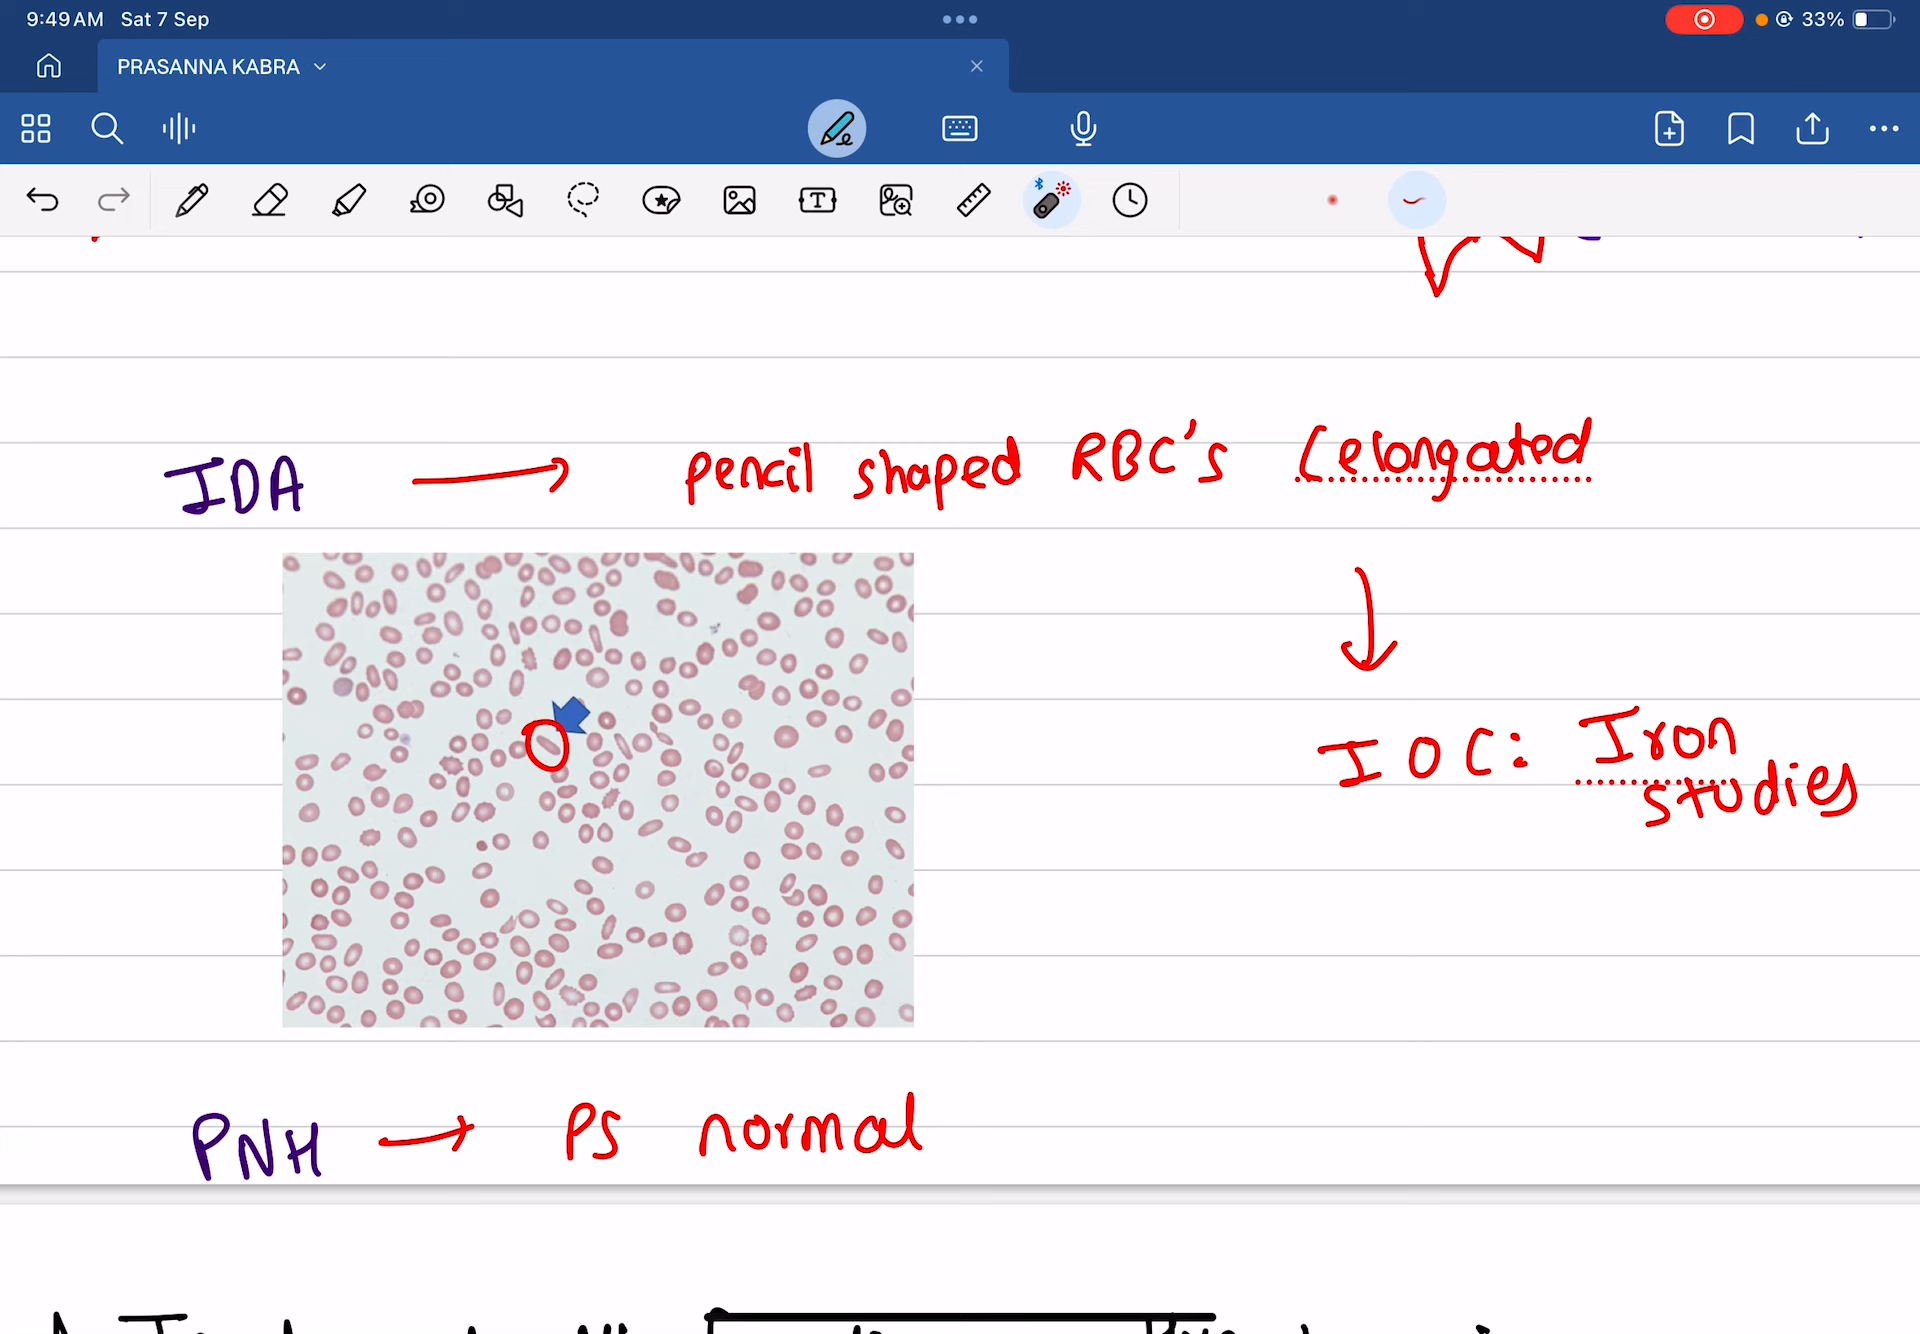 9:49 AM Sat 7 Sep
33%
PRASANNA KABRA
IDA → pencil shaped RBC's (elongated
IOC: Iron
studies
PNH → PS normal